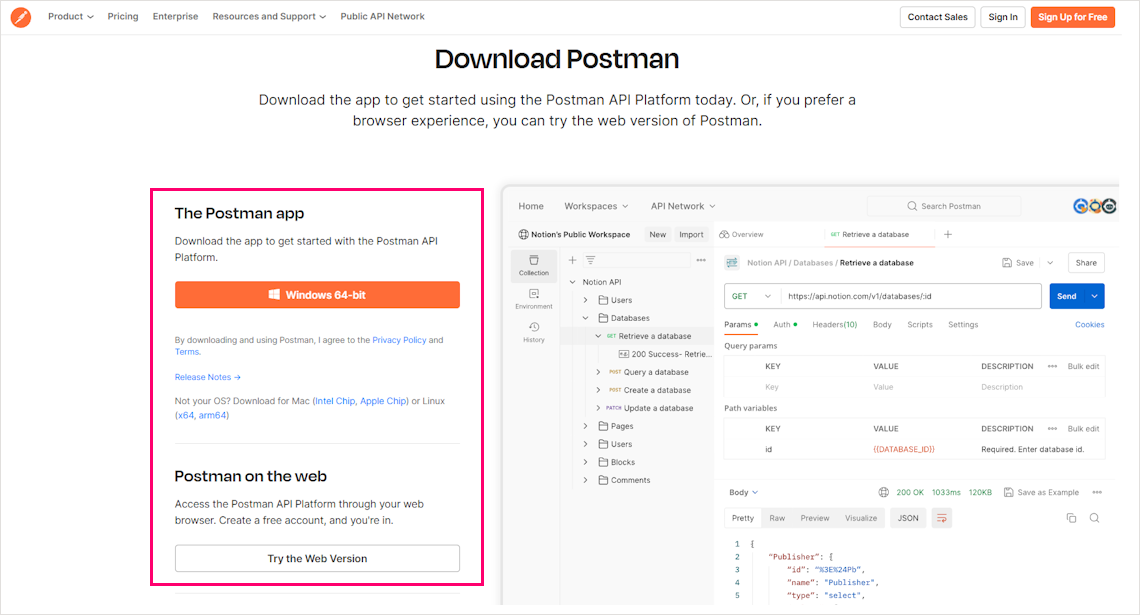 Product
Pricing
Enterprise
Resources and Support
Public API Network
Contact Sales
Sign In
Sign Up for Free
Download Postman
Download the app to get started using the Postman API Platform today. Or, if you prefer a
browser experience, you can try the web version of Postman.
The Postman app
Download the app to get started with the Postman API
Platform.
Windows 64-bit
By downloading and using Postman, I agree to the Privacy Policy and
Terms.
Release Notes →
Not your OS? Download for Mac (Intel Chip, Apple Chip) or Linux
(x64, arm64)
Postman on the web
Access the Postman API Platform through your web
browser. Create a free account, and you're in.
Try the Web Version
Home
Workspaces
API Network
Search Postman
Notion's Public Workspace
New
Import
Overview
GET Retrieve a database
Collection
Environment
History
Notion API
Users
Databases
GET Retrieve a database
200 Success- Retrie...
POST Query a database
POST Create a database
PATCH Update a database
Pages
Users
Blocks
Comments
Notion API / Databases / Retrieve a database
Save
Share
GET
https://api.notion.com/v1/databases/:id
Send
Params
Auth
Headers(10)
Body
Scripts
Settings
Cookies
Query params
KEY VALUE DESCRIPTION Bulk edit
Key Value Description
Path variables
KEY VALUE DESCRIPTION Bulk edit
id {{DATABASE_ID}} Required. Enter database id.
Body
200 OK 1033ms 120KB
Save as Example
Pretty Raw Preview Visualize JSON
1 {
2 "Publisher": {
3 "id": "%3E%24Pb",
4 "name": "Publisher",
5 "type": "select",